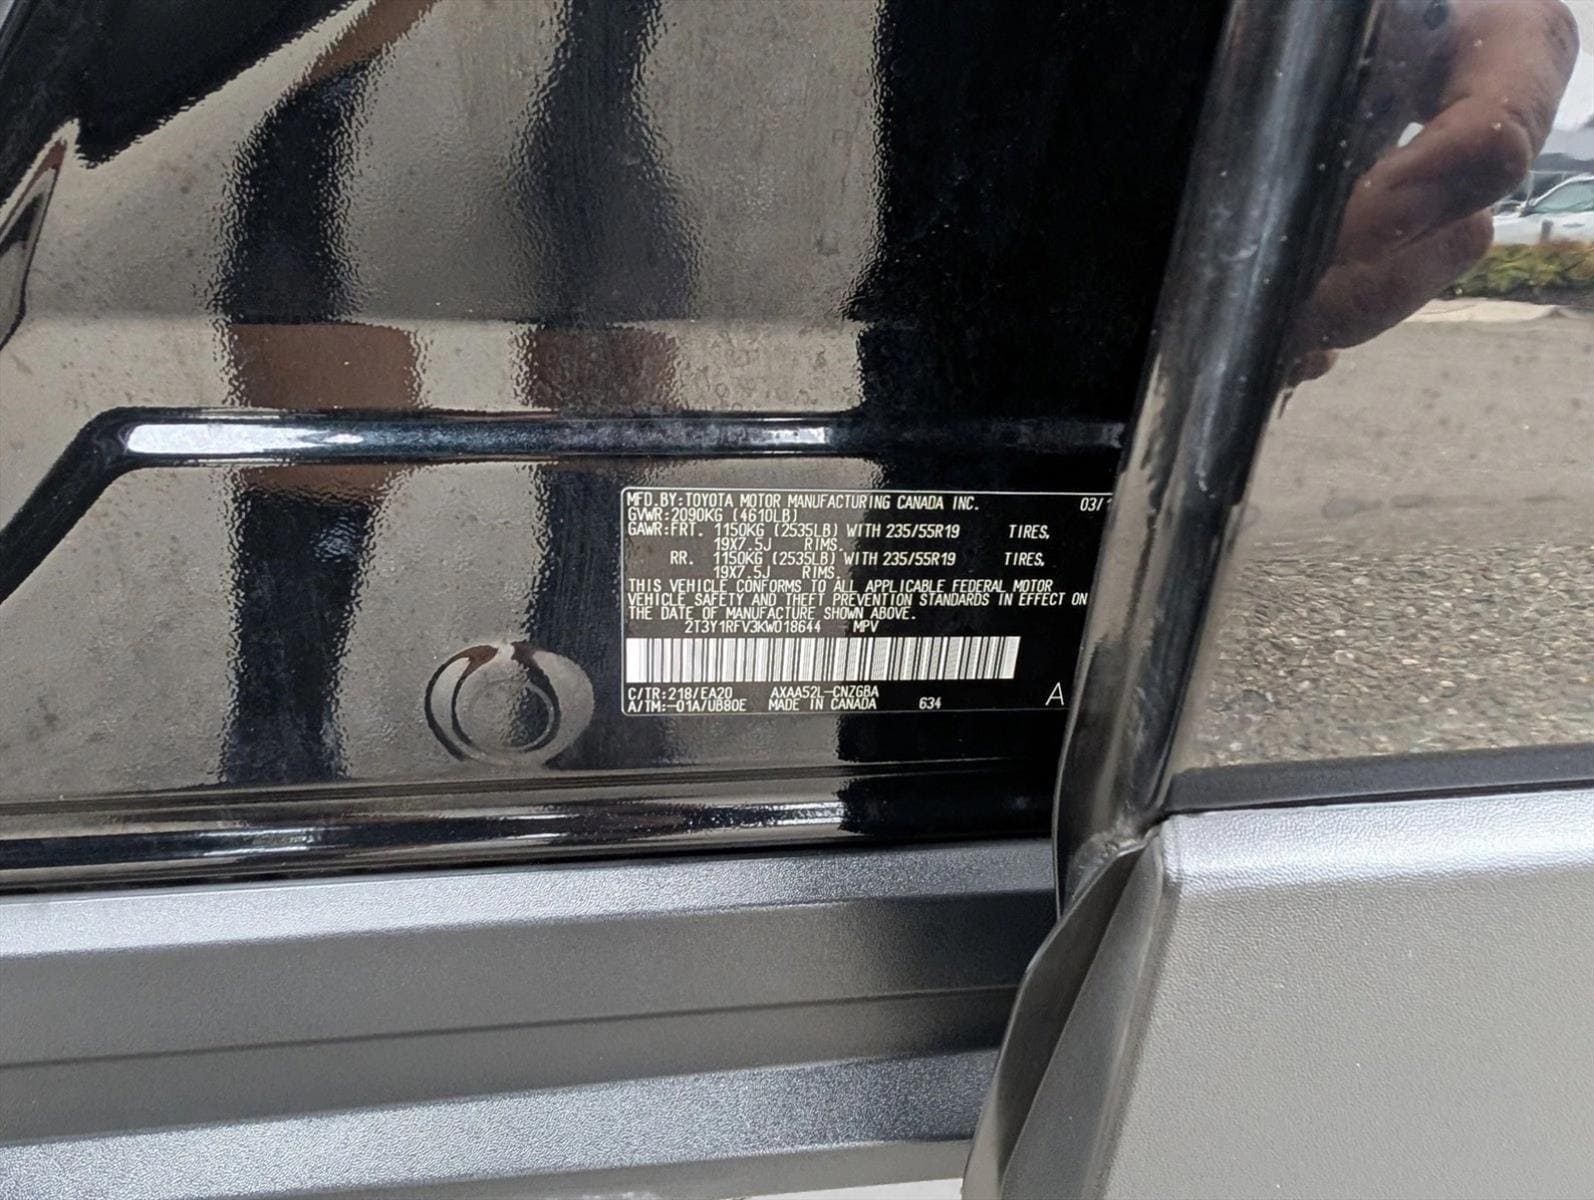 MFD. BY: TOYOTA MOTOR MANUFACTURING CANADA INC. 03/1
GVWR: 2090KG (4610LB)
GAWR: FRT. 1150KG (2535LB) WITH 235/55R19 TIRES,
19X7.5J RIMS.
RR. 1150KG (2535LB) WITH 235/55R19 TIRES,
19X7.5J RIMS.
THIS VEHICLE CONFORMS TO ALL APPLICABLE FEDERAL MOTOR
VEHICLE SAFETY AND THEFT PREVENTION STANDARDS IN EFFECT ON
THE DATE OF MANUFACTURE SHOWN ABOVE.
2T3Y1RFV3KW018644 MPV
C/TR: 218/EA20 AXAA52L-CNZGBA
A/TM: -01A/UB80E MADE IN CANADA 634 A